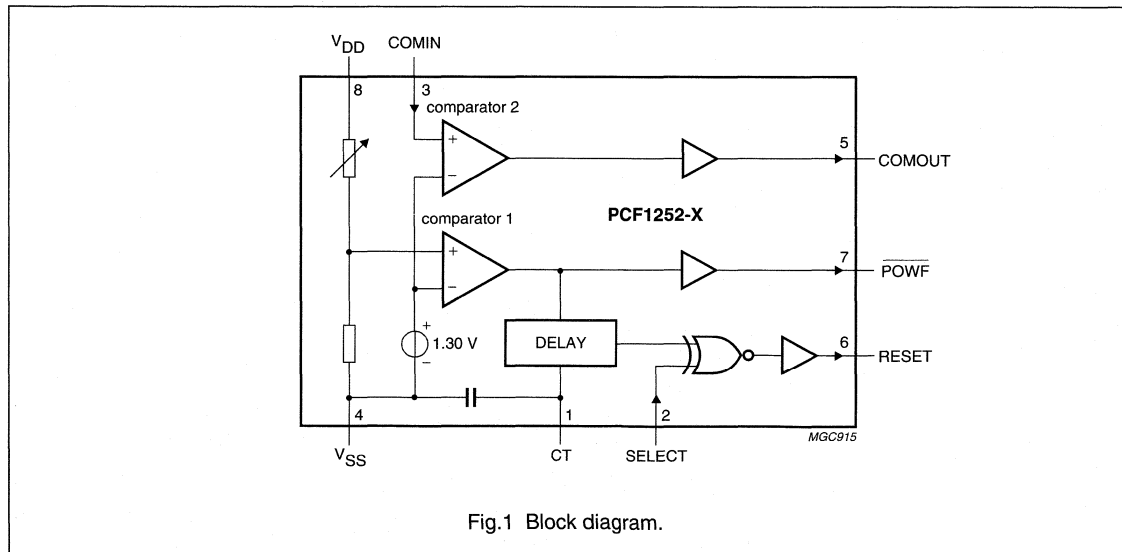 VDD COMIN
8 3
comparator 2
+
−
5
COMOUT
PCF1252-X
comparator 1
+
−
7
POWF
+
1.30 V
−
DELAY
6
RESET
4 1 2
MGC915
VSS CT SELECT
Fig.1 Block diagram.